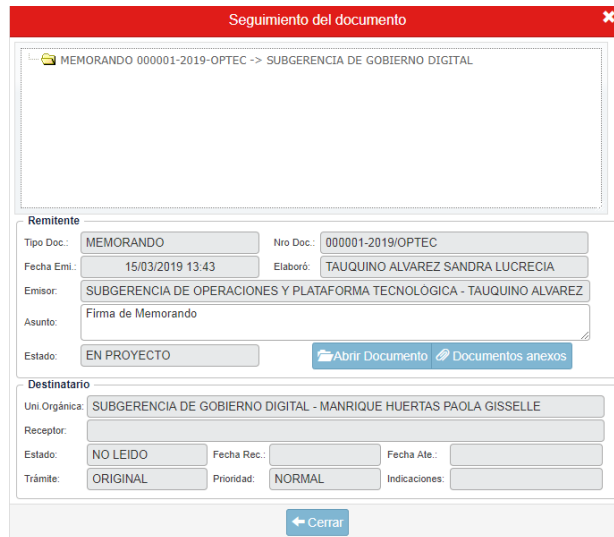 Seguimiento del documento
MEMORANDO 000001-2019-OPTEC -> SUBGERENCIA DE GOBIERNO DIGITAL
Remitente
Tipo Doc.: MEMORANDO Nro Doc.: 000001-2019/OPTEC
Fecha Emi.: 15/03/2019 13:43 Elaboró: TAUQUINO ALVAREZ SANDRA LUCRECIA
Emisor: SUBGERENCIA DE OPERACIONES Y PLATAFORMA TECNOLÓGICA - TAUQUINO ALVAREZ
Asunto: Firma de Memorando
Estado: EN PROYECTO Abrir Documento Documentos anexos
Destinatario
Uni.Orgánica: SUBGERENCIA DE GOBIERNO DIGITAL - MANRIQUE HUERTAS PAOLA GISSELLE
Receptor:
Estado: NO LEIDO Fecha Rec.: Fecha Ate.:
Trámite: ORIGINAL Prioridad: NORMAL Indicaciones:
Cerrar